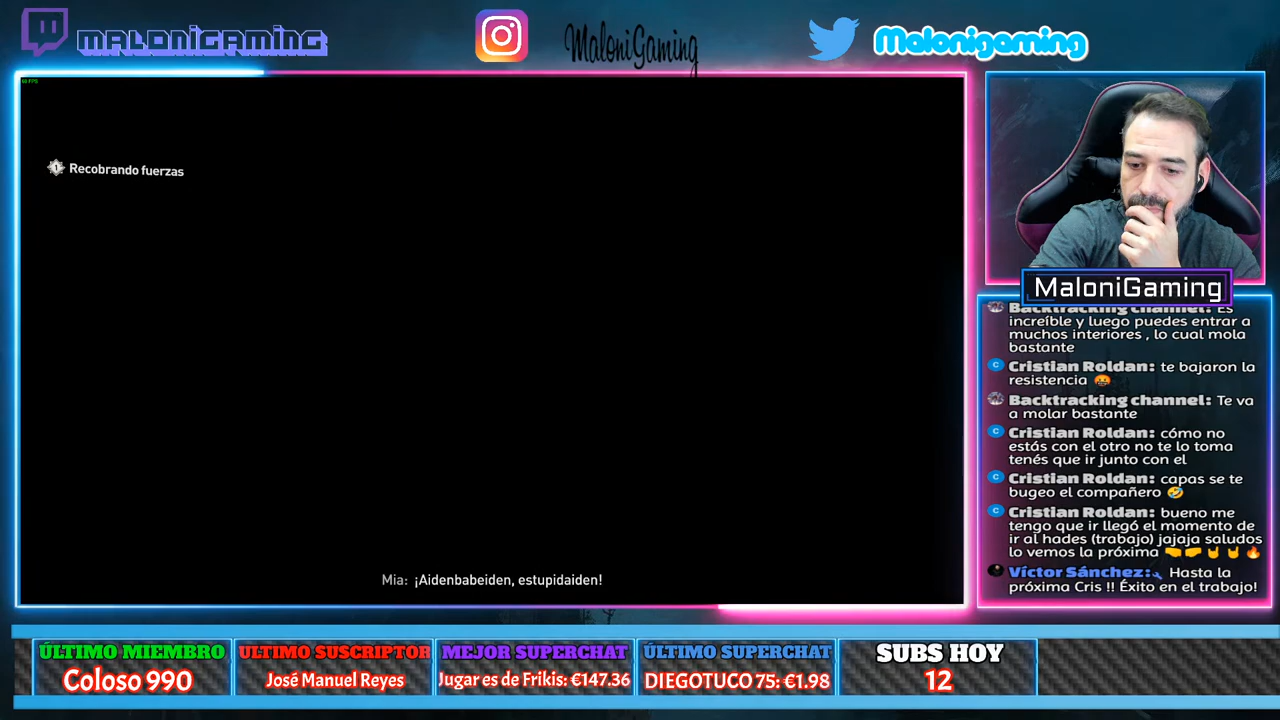 MALONiGAMiNG
MaloniGaming
Malonigaming
60 FPS
Recobrando fuerzas
Mia: ¡Aidenbabeiden, estupidaiden!
MaloniGaming
Backtracking channel: Es
increíble y luego puedes entrar a
muchos interiores , lo cual mola
bastante
Cristian Roldan: te bajaron la
resistencia 🤬
Backtracking channel: Te va
a molar bastante
Cristian Roldan: cómo no
estás con el otro no te lo toma
tenés que ir junto con el
Cristian Roldan: capas se te
bugeo el compañero 🤣
Cristian Roldan: bueno me
tengo que ir llegó el momento de
ir al hades (trabajo) jajaja saludos
lo vemos la próxima 🤜🤛🤘🤘🔥
Víctor Sánchez: Hasta la
próxima Cris !! Éxito en el trabajo!
ÚLTIMO MIEMBRO
Coloso 990
ULTIMO SUSCRIPTOR
José Manuel Reyes
MEJOR SUPERCHAT
Jugar es de Frikis: €147.36
ÚLTIMO SUPERCHAT
DIEGOTUCO 75: €1.98
SUBS HOY
12